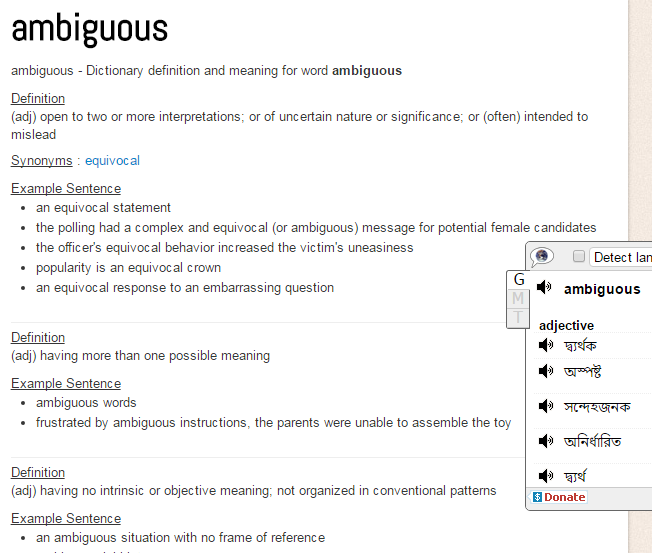 ambiguous
ambiguous - Dictionary definition and meaning for word ambiguous
Definition
(adj) open to two or more interpretations; or of uncertain nature or significance; or (often) intended to
mislead
Synonyms : equivocal
Example Sentence
• an equivocal statement
• the polling had a complex and equivocal (or ambiguous) message for potential female candidates
• the officer's equivocal behavior increased the victim's uneasiness
• popularity is an equivocal crown
• an equivocal response to an embarrassing question
Definition
(adj) having more than one possible meaning
Example Sentence
• ambiguous words
• frustrated by ambiguous instructions, the parents were unable to assemble the toy
Definition
(adj) having no intrinsic or objective meaning; not organized in conventional patterns
Example Sentence
• an ambiguous situation with no frame of reference
Detect lan
G
M
T
ambiguous
adjective
দ্ব্যর্থক
অস্পষ্ট
সন্দেহজনক
অনির্ধারিত
দ্ব্যর্থ
$ Donate